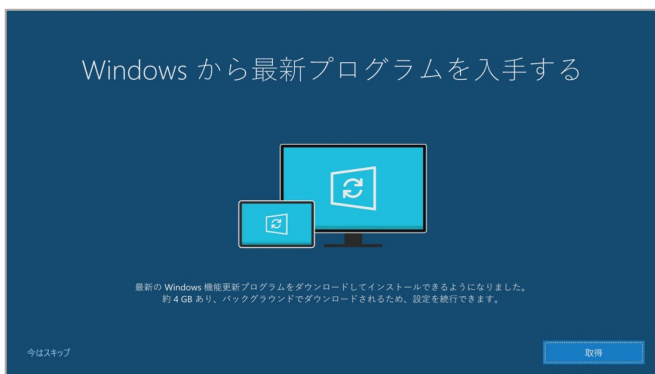 Windows から最新プログラムを入手する
最新の Windows 機能更新プログラムをダウンロードしてインストールできるようになりました。
約 4 GB あり、バックグラウンドでダウンロードされるため、設定を続行できます。
今はスキップ
取得